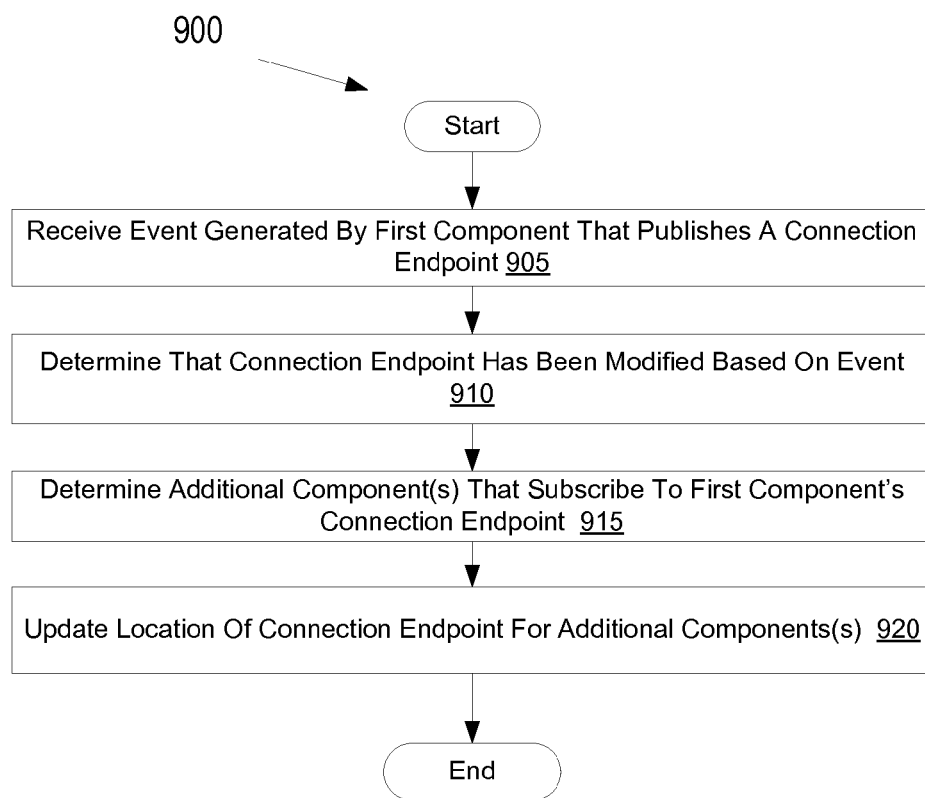 900
Start
Receive Event Generated By First Component That Publishes A Connection
Endpoint 905
Determine That Connection Endpoint Has Been Modified Based On Event
910
Determine Additional Component(s) That Subscribe To First Component's
Connection Endpoint 915
Update Location Of Connection Endpoint For Additional Components(s) 920
End